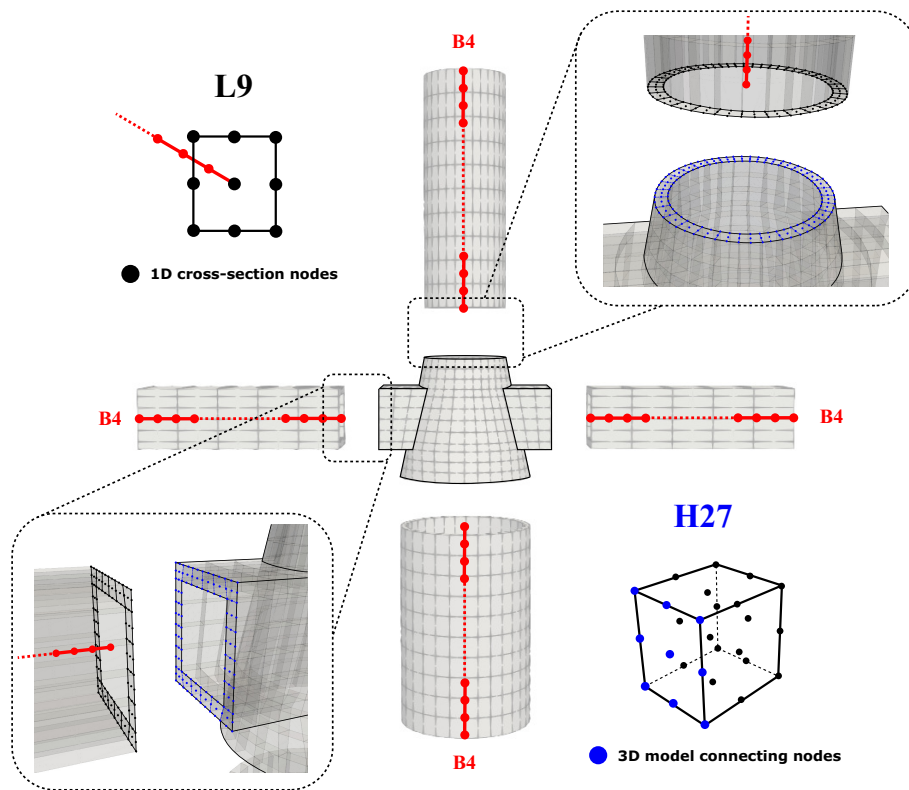 B4
L9
1D cross-section nodes
B4
B4
H27
B4
3D model connecting nodes